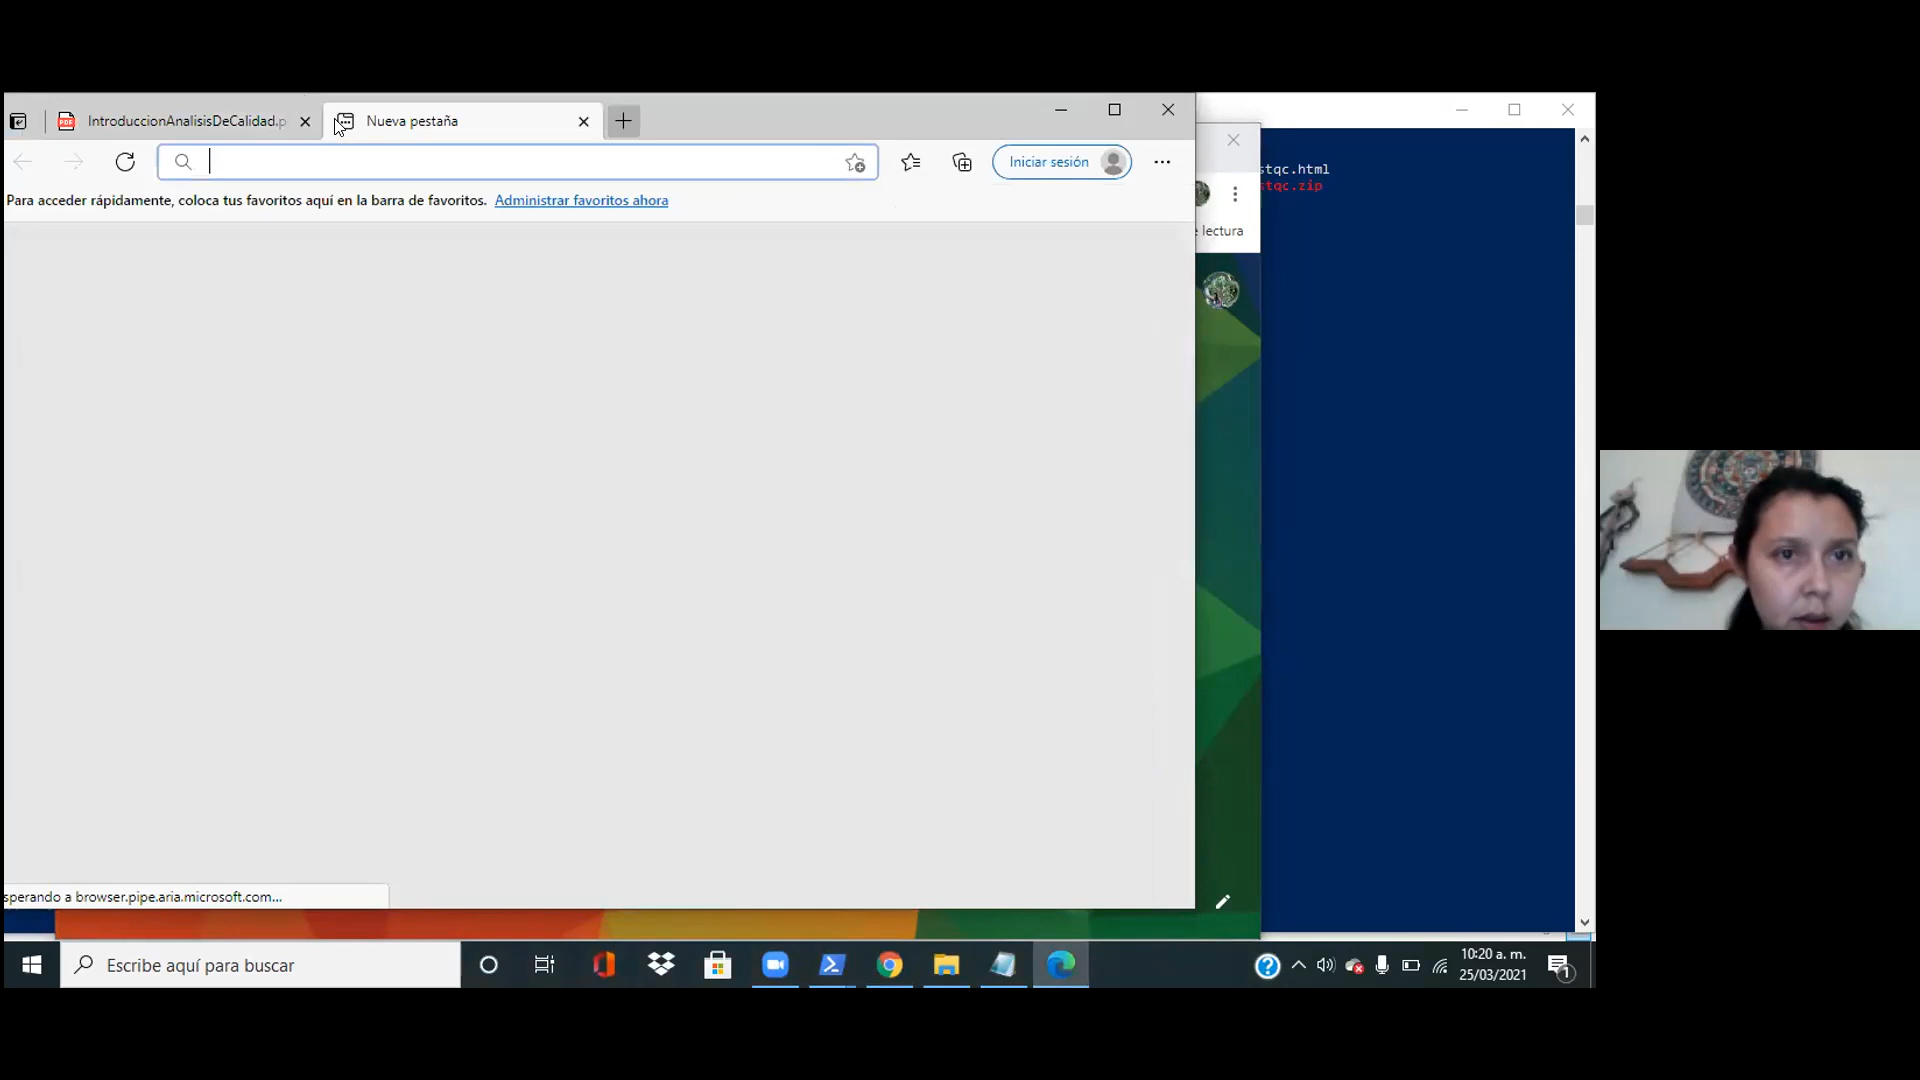 IntroduccionAnalisisDeCalidad.p
Nueva pestaña
Iniciar sesión
Para acceder rápidamente, coloca tus favoritos aquí en la barra de favoritos. Administrar favoritos ahora
stqc.html
stqc.zip
e lectura
sperando a browser.pipe.aria.microsoft.com...
Escribe aquí para buscar
10:20 a. m.
25/03/2021
1
PDF